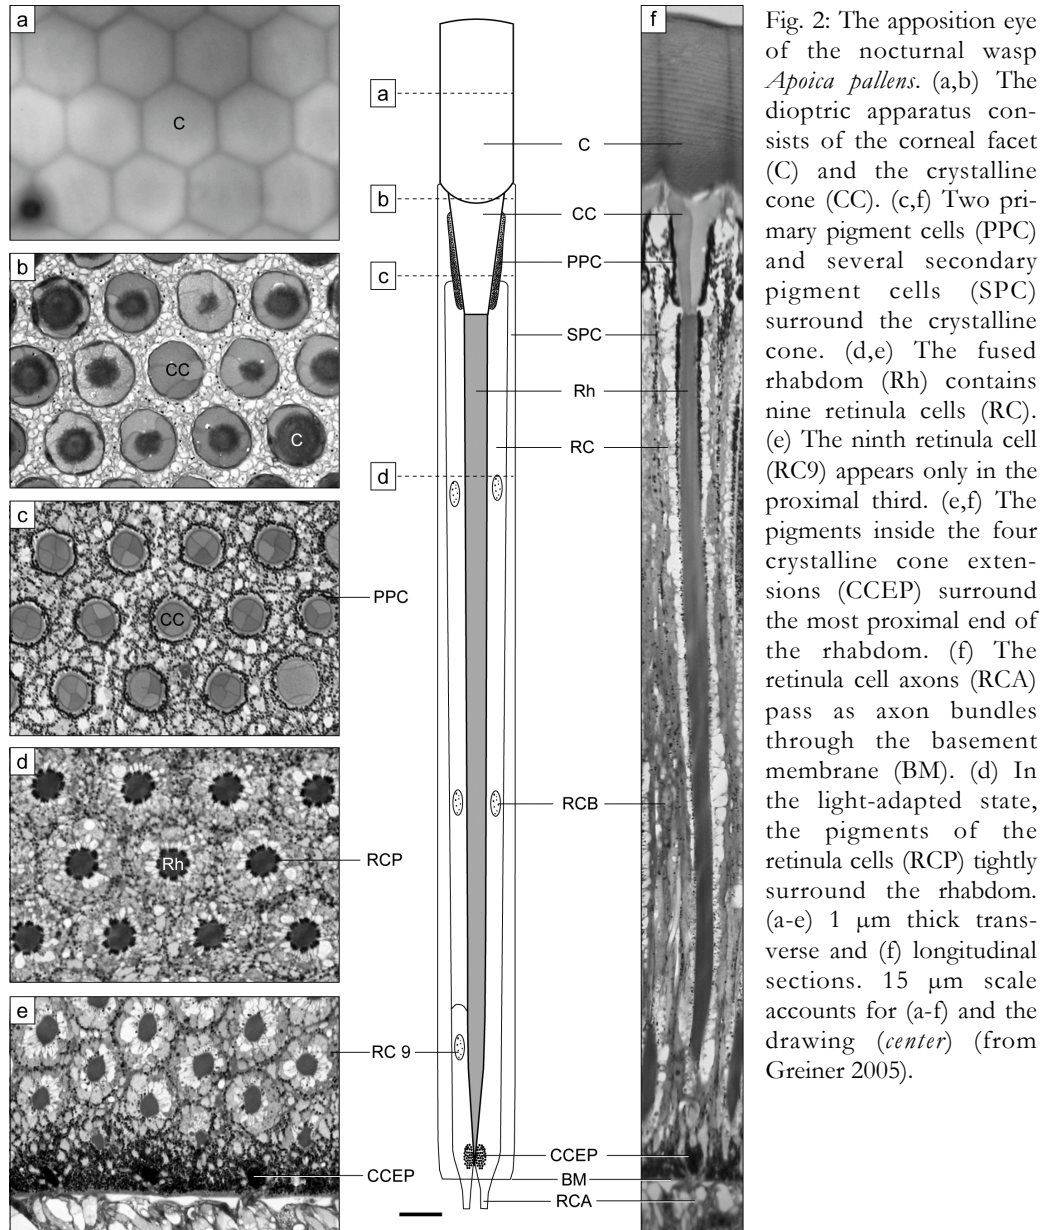 a
C
b
CC
C
c
CC
PPC
d
Rh
RCP
e
RC 9
CCEP
a
b
c
d
C
CC
PPC
SPC
Rh
RC
RCB
CCEP
BM
RCA
f
Fig. 2: The apposition eye
of the nocturnal wasp
Apoica pallens. (a,b) The
dioptric apparatus con-
sists of the corneal facet
(C) and the crystalline
cone (CC). (c,f) Two pri-
mary pigment cells (PPC)
and several secondary
pigment cells (SPC)
surround the crystalline
cone. (d,e) The fused
rhabdom (Rh) contains
nine retinula cells (RC).
(e) The ninth retinula cell
(RC9) appears only in the
proximal third. (e,f) The
pigments inside the four
crystalline cone exten-
sions (CCEP) surround
the most proximal end of
the rhabdom. (f) The
retinula cell axons (RCA)
pass as axon bundles
through the basement
membrane (BM). (d) In
the light-adapted state,
the pigments of the
retinula cells (RCP) tightly
surround the rhabdom.
(a-e) 1 μm thick trans-
verse and (f) longitudinal
sections. 15 μm scale
accounts for (a-f) and the
drawing (center) (from
Greiner 2005).